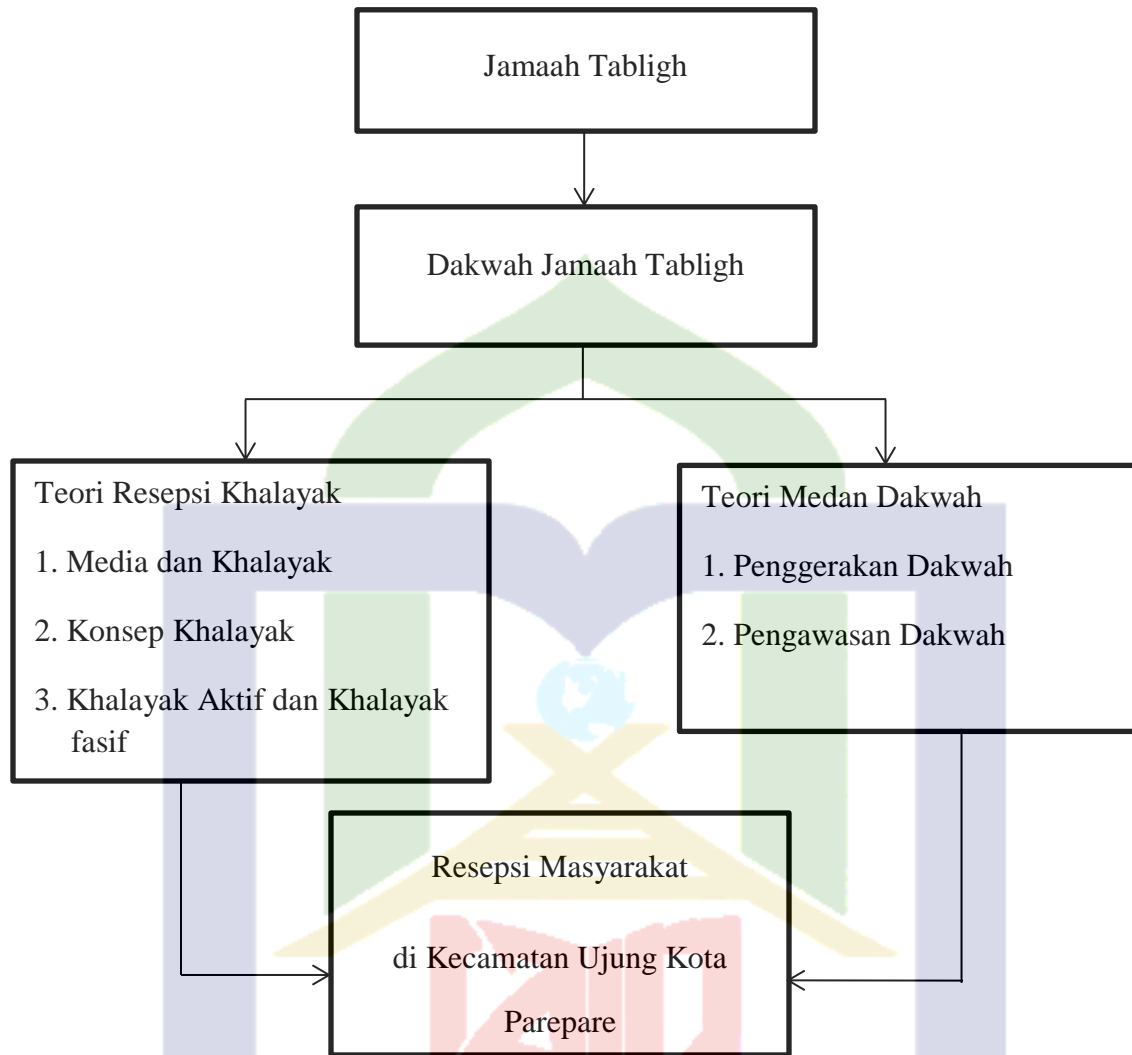 Jamaah Tabligh
Dakwah Jamaah Tabligh
Teori Resepsi Khalayak
1. Media dan Khalayak
2. Konsep Khalayak
3. Khalayak Aktif dan Khalayak
fasif
Teori Medan Dakwah
1. Penggerakan Dakwah
2. Pengawasan Dakwah
Resepsi Masyarakat
di Kecamatan Ujung Kota
Parepare